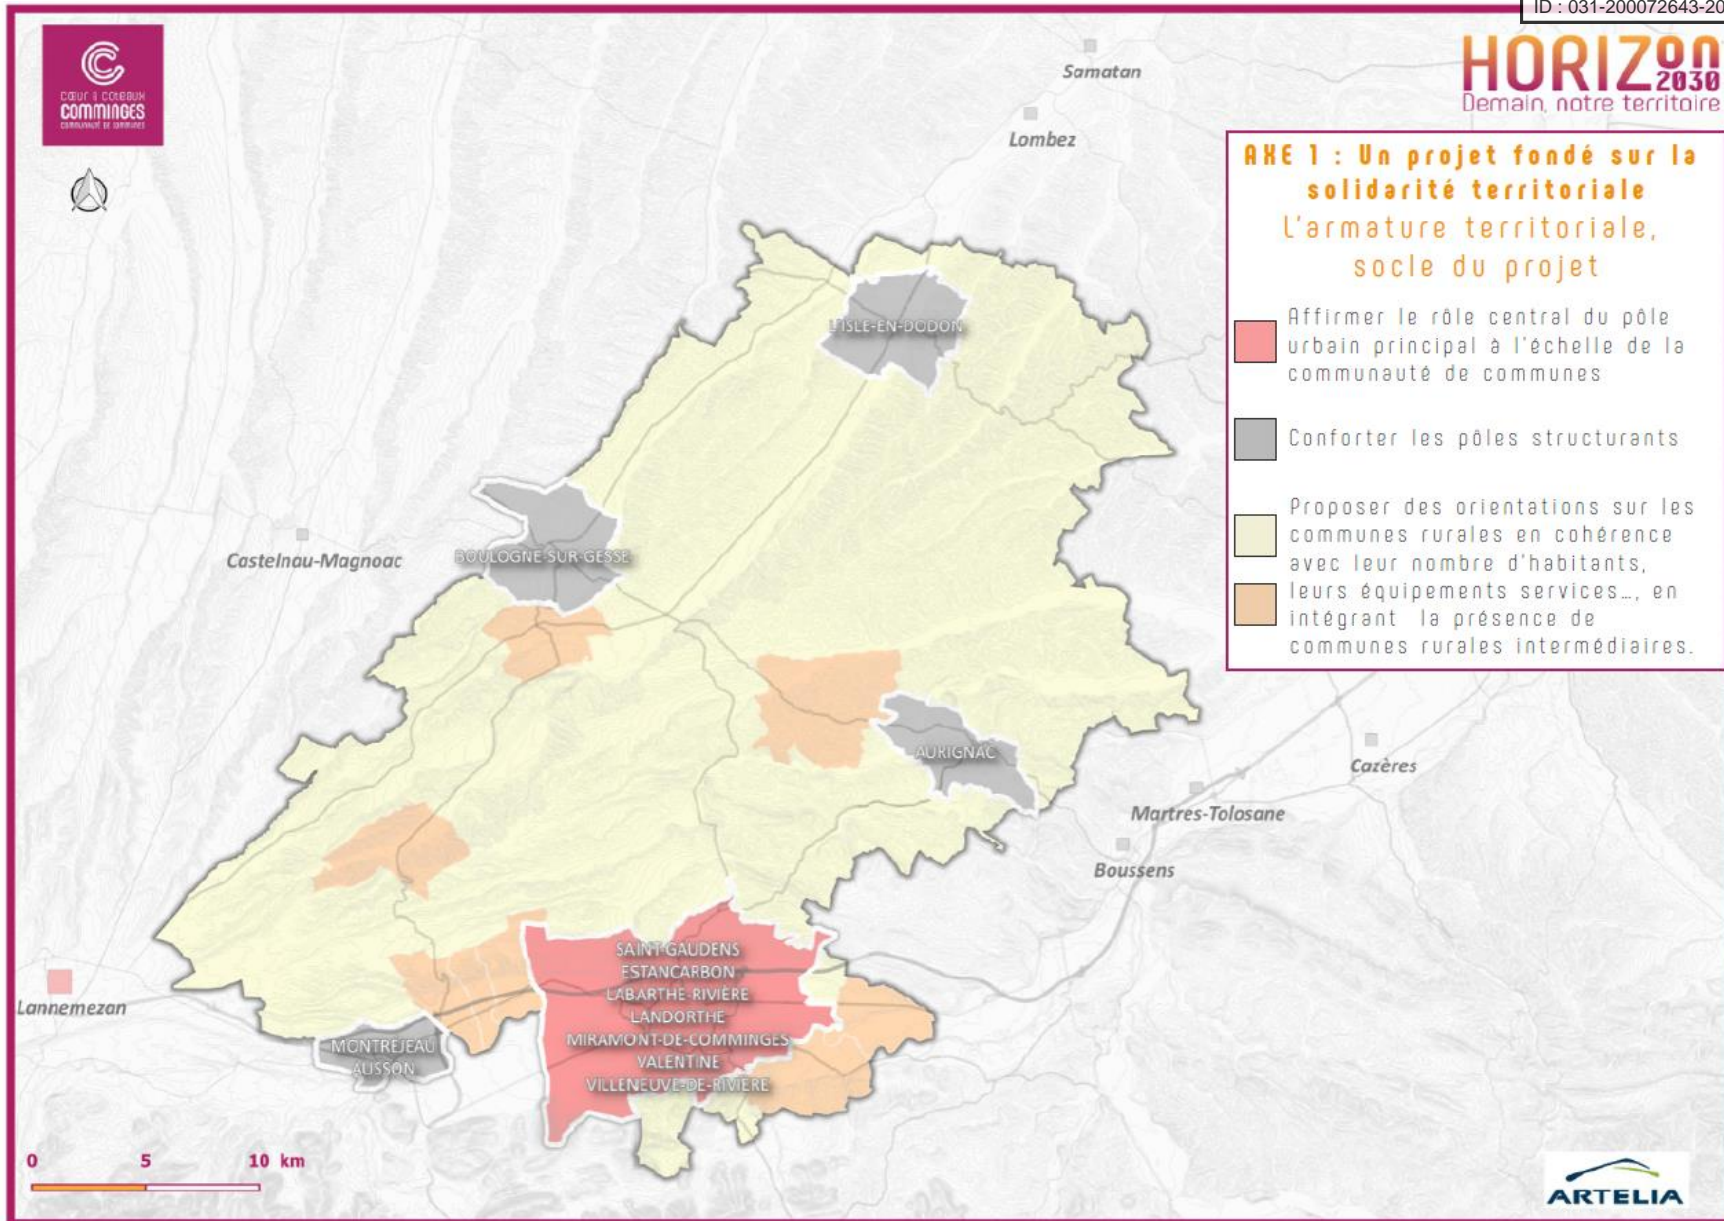 ID : 031-200072643-20
CŒUR & COTEAUX
COMMINGES
COMMUNAUTÉ DE COMMUNES
HORIZON
2030
Demain, notre territoire
AXE 1 : Un projet fondé sur la
solidarité territoriale
L'armature territoriale,
socle du projet
Affirmer le rôle central du pôle
urbain principal à l'échelle de la
communauté de communes
Conforter les pôles structurants
Proposer des orientations sur les
communes rurales en cohérence
avec leur nombre d'habitants,
leurs équipements services…, en
intégrant la présence de
communes rurales intermédiaires.
Samatan
Lombez
L'ISLE-EN-DODON
Castelnau-Magnoac
BOULOGNE-SUR-GESSE
AURIGNAC
Cazères
Martres-Tolosane
Boussens
SAINT-GAUDENS
ESTANCARBON
LABARTHE-RIVIÈRE
LANDORTHE
MIRAMONT-DE-COMMINGES
VALENTINE
VILLENEUVE-DE-RIVIÈRE
Lannemezan
MONTREJEAU
AUSSON
0 5 10 km
ARTELIA